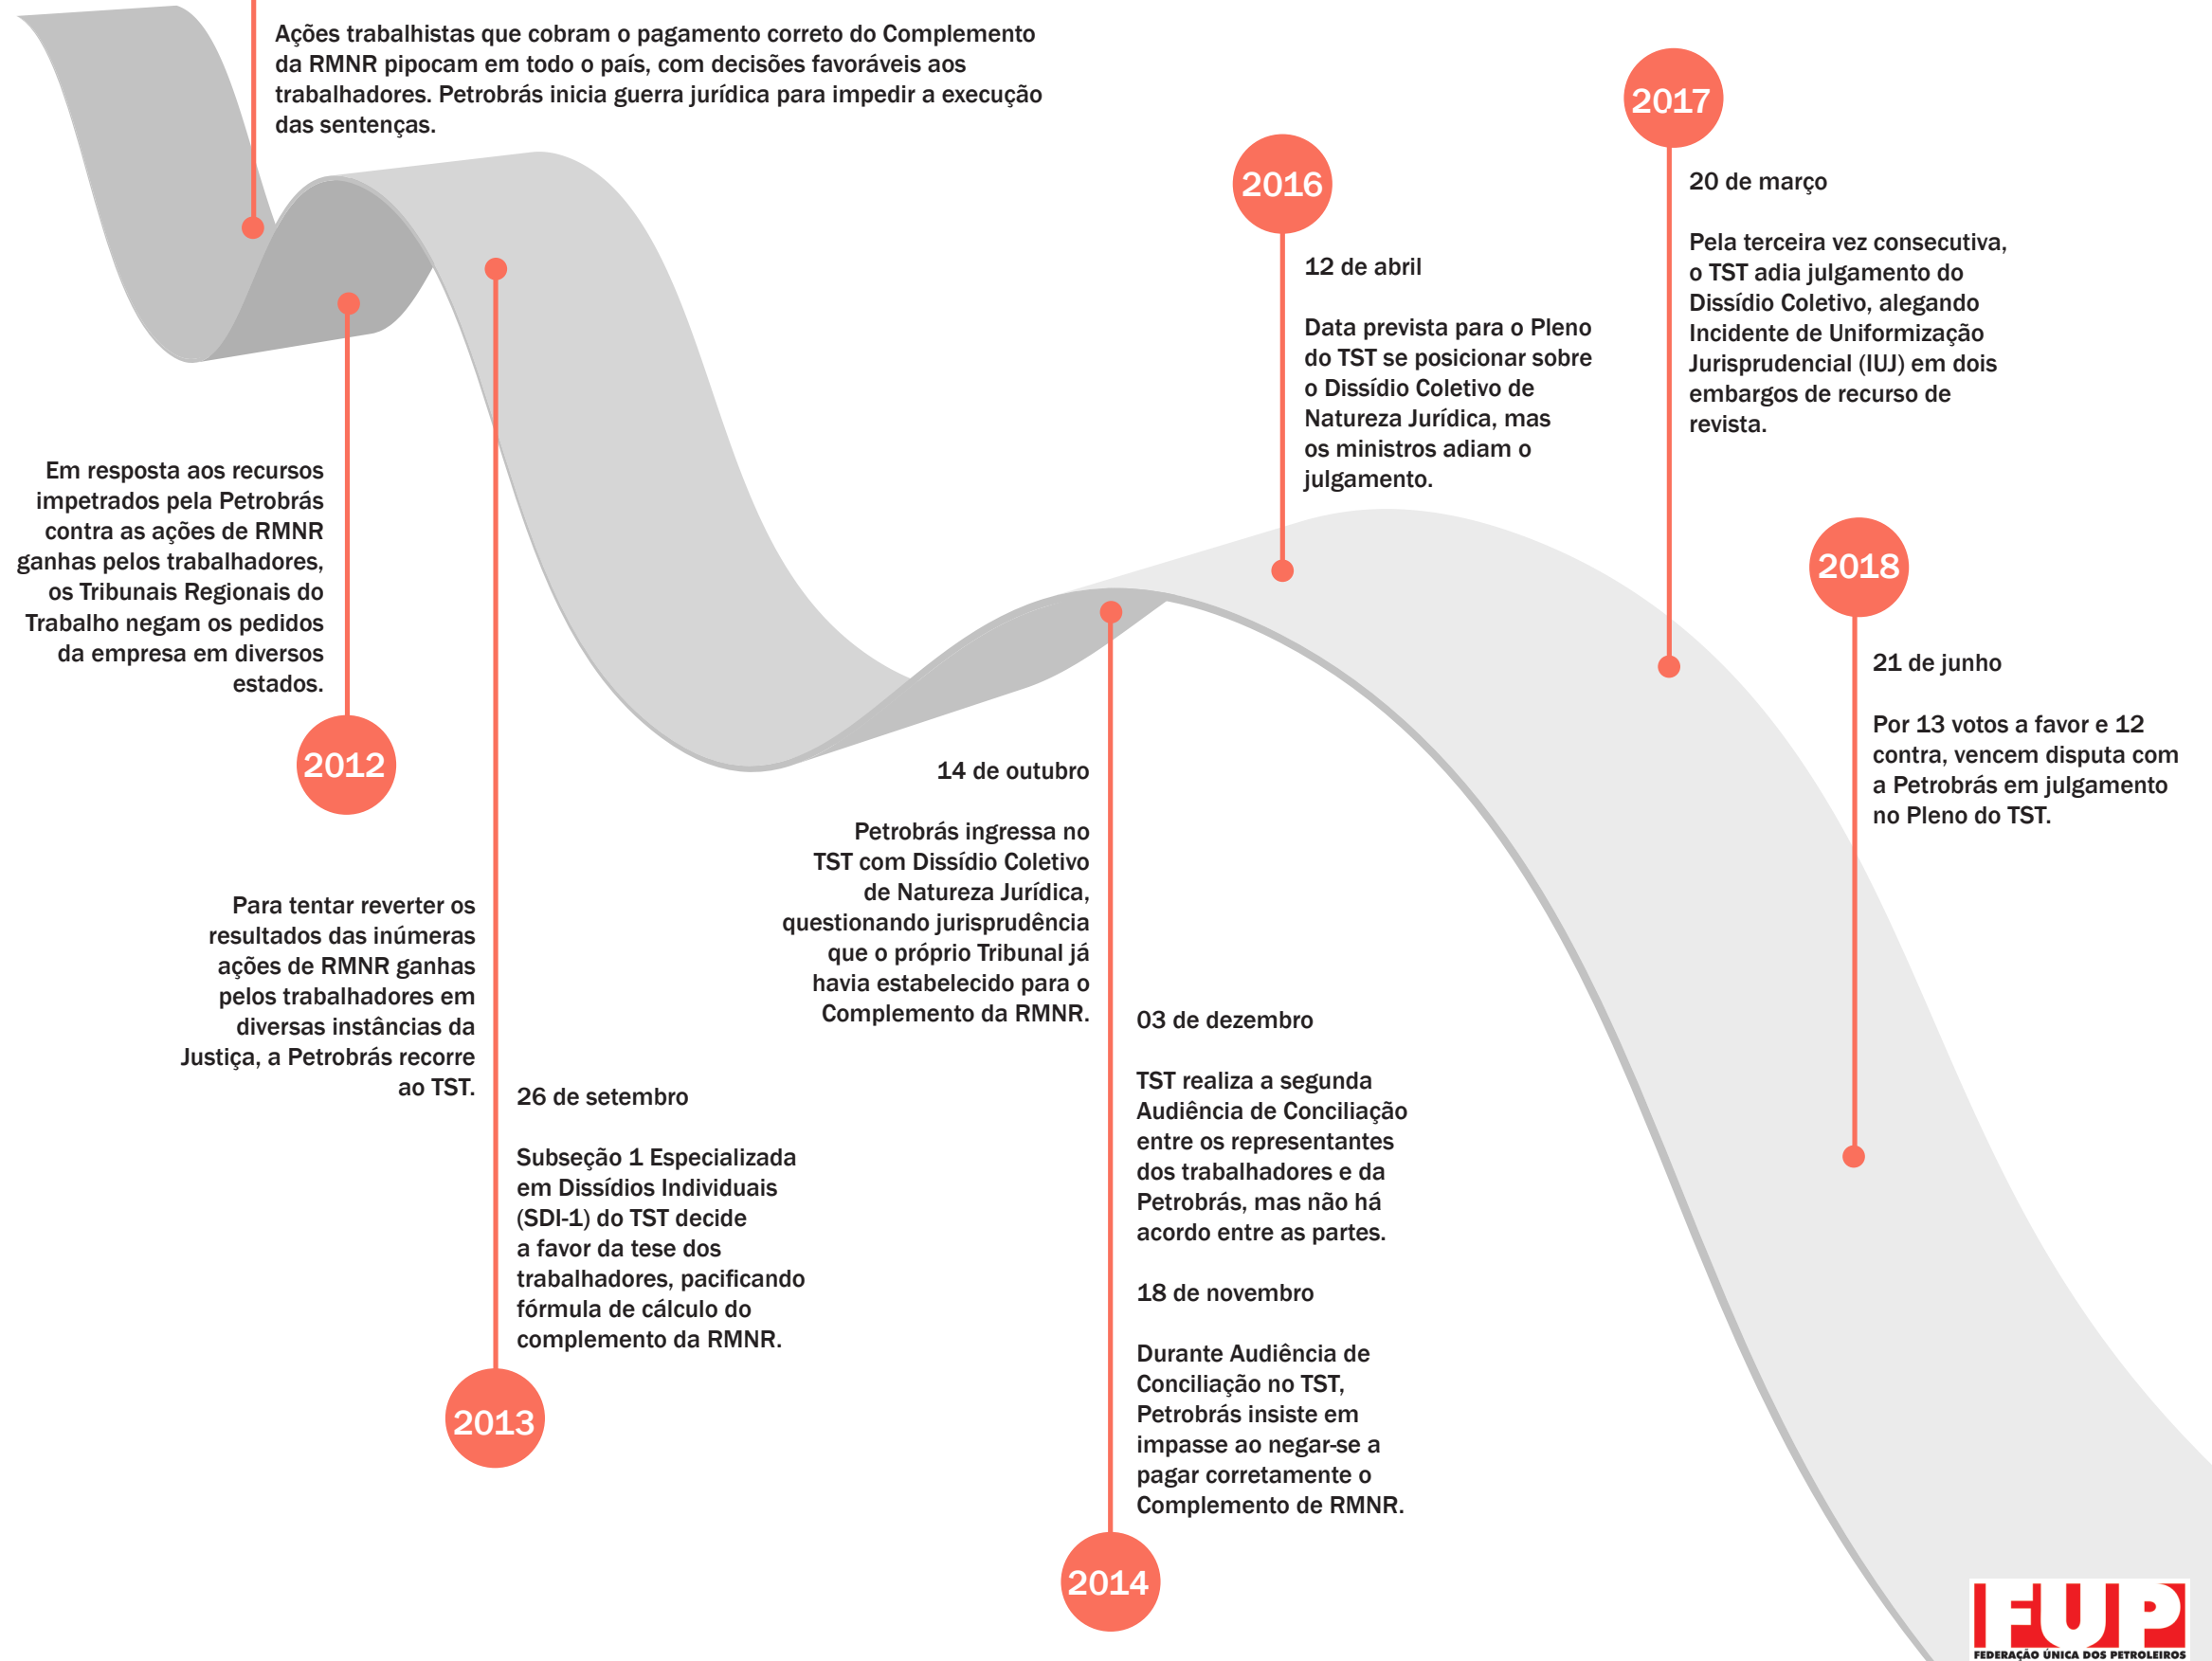 Ações trabalhistas que cobram o pagamento correto do Complemento
da RMNR pipocam em todo o país, com decisões favoráveis aos
trabalhadores. Petrobrás inicia guerra jurídica para impedir a execução
das sentenças.
Em resposta aos recursos
impetrados pela Petrobrás
contra as ações de RMNR
ganhas pelos trabalhadores,
os Tribunais Regionais do
Trabalho negam os pedidos
da empresa em diversos
estados.
2012
Para tentar reverter os
resultados das inúmeras
ações de RMNR ganhas
pelos trabalhadores em
diversas instâncias da
Justiça, a Petrobrás recorre
ao TST.
26 de setembro
Subseção 1 Especializada
em Dissídios Individuais
(SDI-1) do TST decide
a favor da tese dos
trabalhadores, pacificando
fórmula de cálculo do
complemento da RMNR.
2013
14 de outubro
Petrobrás ingressa no
TST com Dissídio Coletivo
de Natureza Jurídica,
questionando jurisprudência
que o próprio Tribunal já
havia estabelecido para o
Complemento da RMNR.
03 de dezembro
TST realiza a segunda
Audiência de Conciliação
entre os representantes
dos trabalhadores e da
Petrobrás, mas não há
acordo entre as partes.
18 de novembro
Durante Audiência de
Conciliação no TST,
Petrobrás insiste em
impasse ao negar-se a
pagar corretamente o
Complemento de RMNR.
2014
2016
12 de abril
Data prevista para o Pleno
do TST se posicionar sobre
o Dissídio Coletivo de
Natureza Jurídica, mas
os ministros adiam o
julgamento.
2017
20 de março
Pela terceira vez consecutiva,
o TST adia julgamento do
Dissídio Coletivo, alegando
Incidente de Uniformização
Jurisprudencial (IUJ) em dois
embargos de recurso de
revista.
2018
21 de junho
Por 13 votos a favor e 12
contra, vencem disputa com
a Petrobrás em julgamento
no Pleno do TST.
FUP
FEDERAÇÃO ÚNICA DOS PETROLEIROS